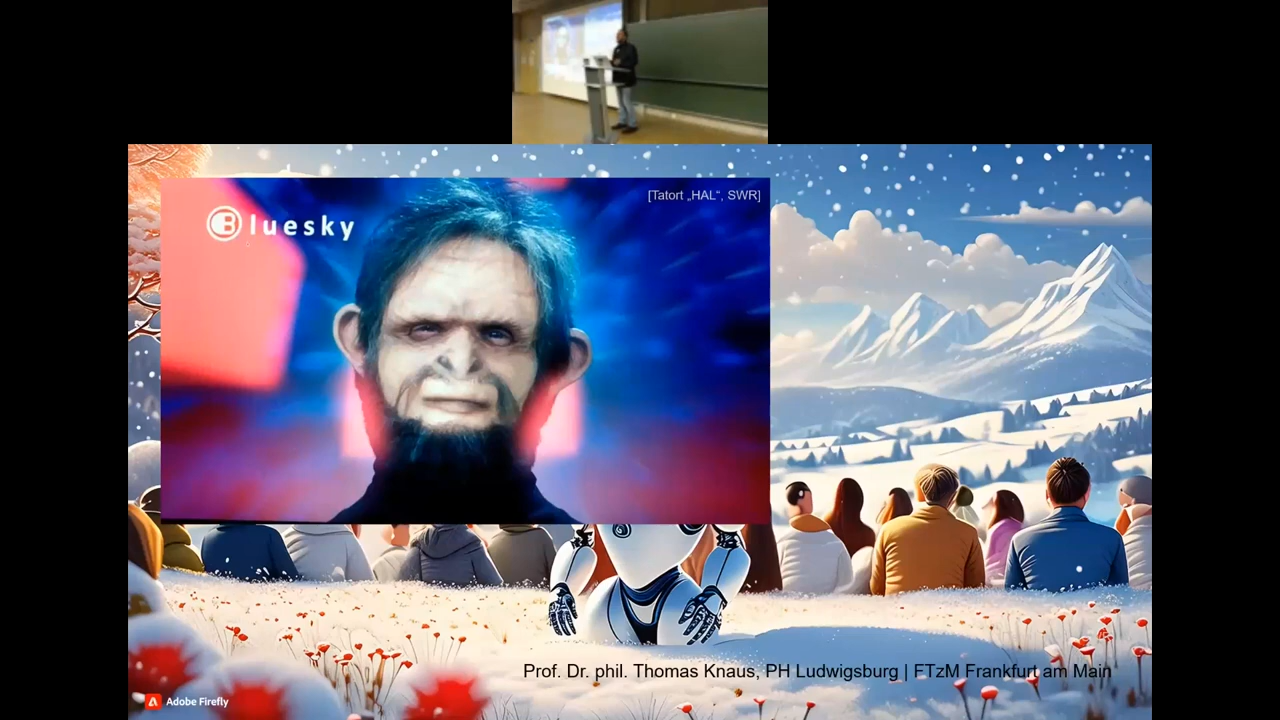 [Tatort „HAL“, SWR]
Bluesky
Prof. Dr. phil. Thomas Knaus, PH Ludwigsburg | FTzM Frankfurt am Main
Adobe Firefly